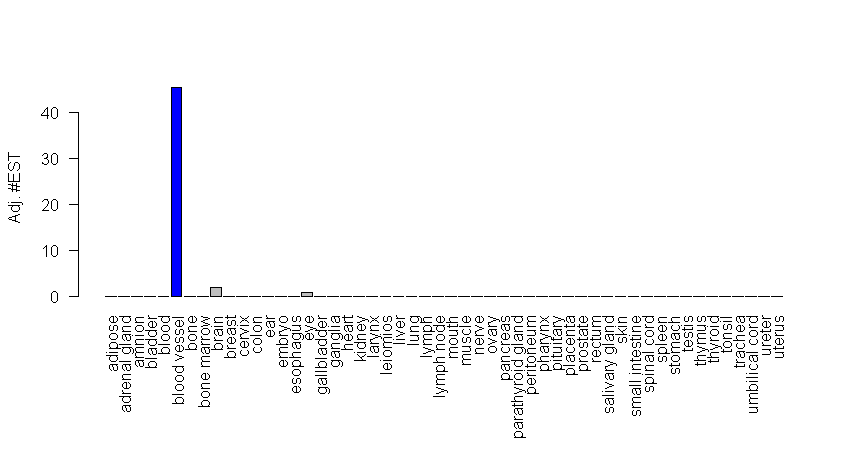 Adj. #EST
40
30
20
10
0
adipose
adrenal gland
amnion
bladder
blood
blood vessel
bone
bone marrow
brain
breast
cervix
colon
ear
embryo
esophagus
eye
gallbladder
ganglia
heart
kidney
larynx
leiomios
liver
lung
lymph
lymph node
mouth
muscle
nerve
ovary
pancreas
parathyroid gland
peritoneum
pharynx
pituitary
placenta
prostate
rectum
salivary gland
skin
small intestine
spinal cord
spleen
stomach
testis
thymus
thyroid
tonsil
trachea
umbilical cord
ureter
uterus